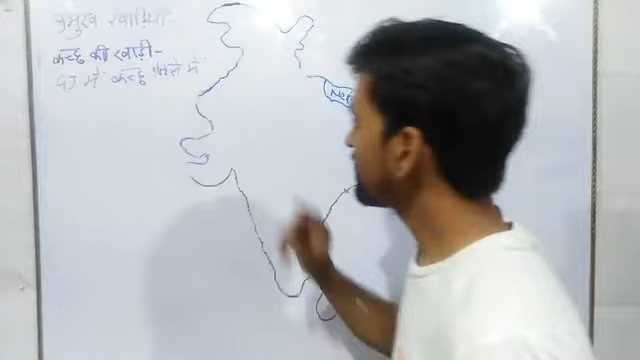 प्रमुख खाड़ियाँ
कच्छ की खाड़ी-
GJ में कच्छ जिले में